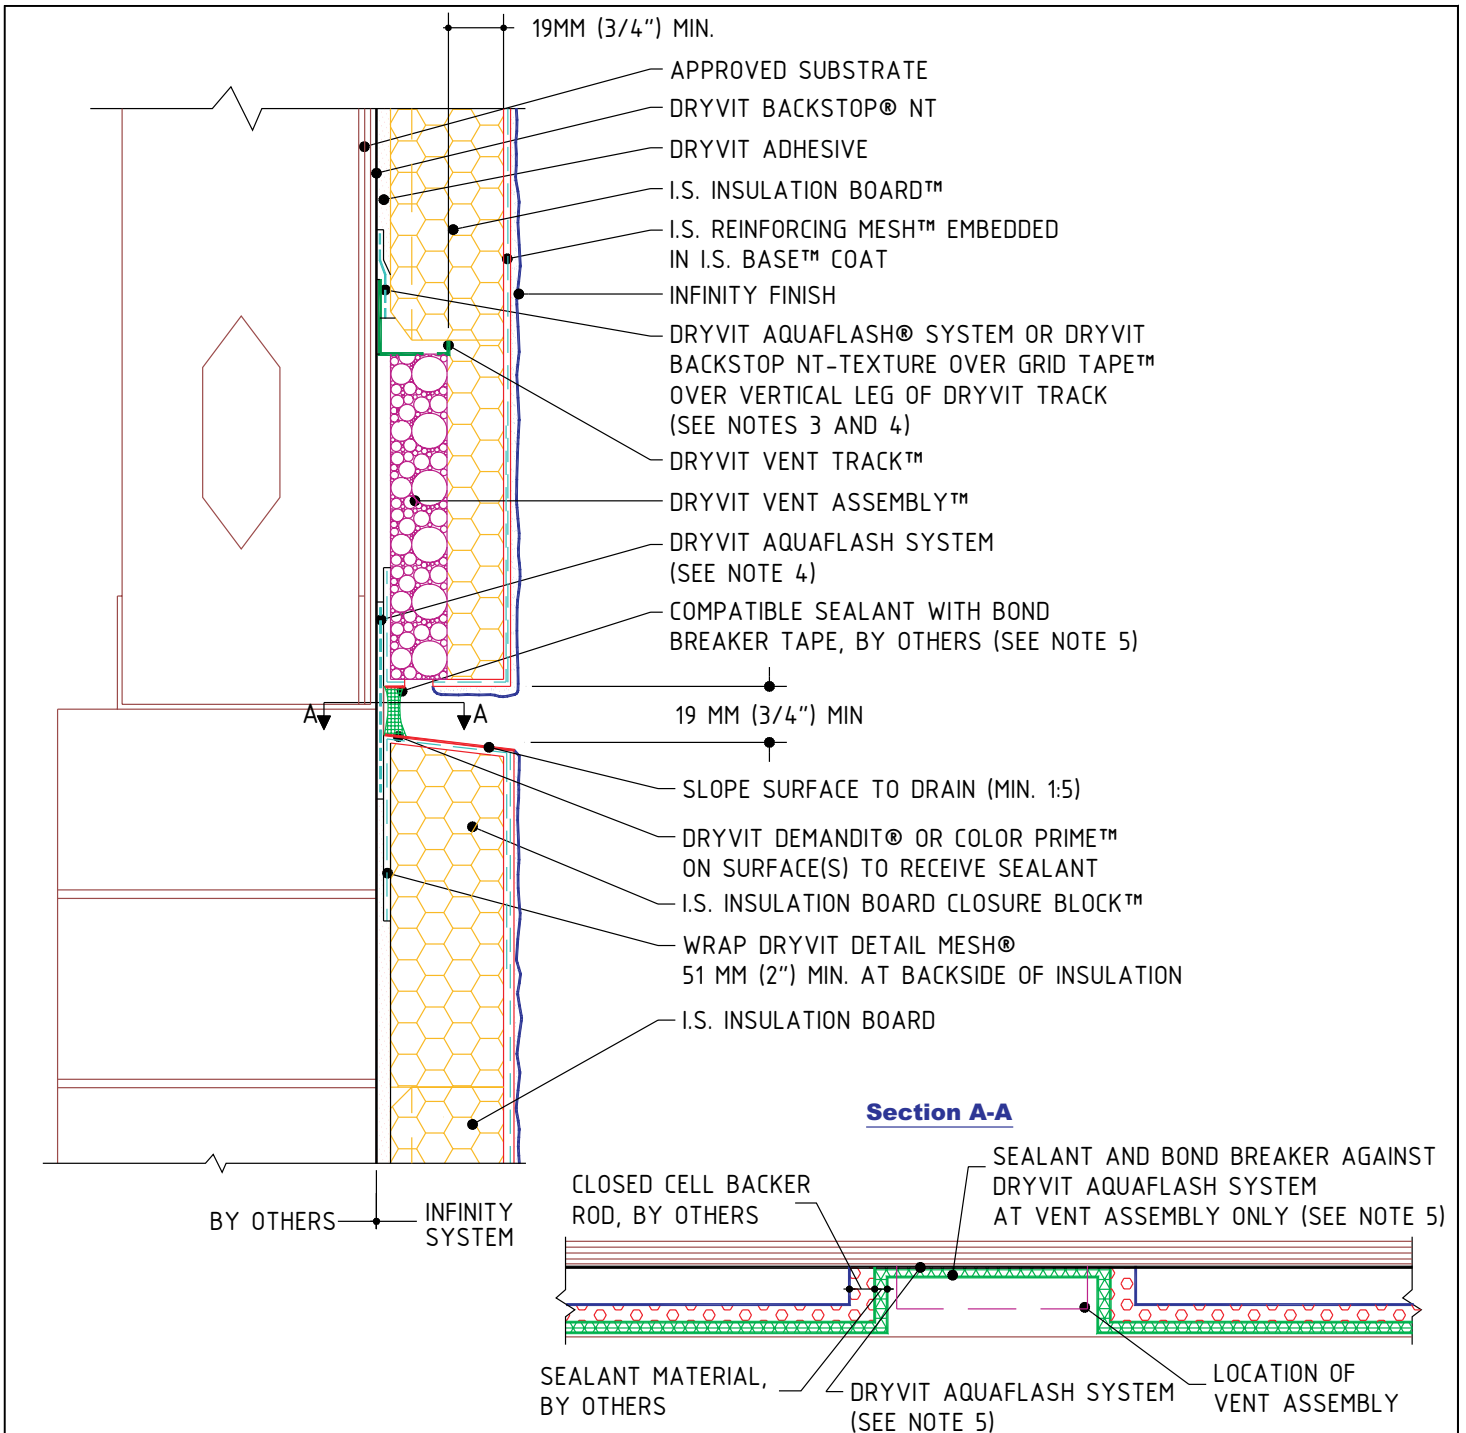 19MM (3/4") MIN.
APPROVED SUBSTRATE
DRYVIT BACKSTOP® NT
DRYVIT ADHESIVE
I.S. INSULATION BOARD™
I.S. REINFORCING MESH™ EMBEDDED
IN I.S. BASE™ COAT
INFINITY FINISH
DRYVIT AQUAFLASH® SYSTEM OR DRYVIT
BACKSTOP NT-TEXTURE OVER GRID TAPE™
OVER VERTICAL LEG OF DRYVIT TRACK
(SEE NOTES 3 AND 4)
DRYVIT VENT TRACK™
DRYVIT VENT ASSEMBLY™
DRYVIT AQUAFLASH SYSTEM
(SEE NOTE 4)
COMPATIBLE SEALANT WITH BOND
BREAKER TAPE, BY OTHERS (SEE NOTE 5)
A A
19 MM (3/4") MIN
SLOPE SURFACE TO DRAIN (MIN. 1:5)
DRYVIT DEMANDIT® OR COLOR PRIME™
ON SURFACE(S) TO RECEIVE SEALANT
I.S. INSULATION BOARD CLOSURE BLOCK™
WRAP DRYVIT DETAIL MESH®
51 MM (2") MIN. AT BACKSIDE OF INSULATION
I.S. INSULATION BOARD
BY OTHERS
INFINITY
SYSTEM
Section A-A
CLOSED CELL BACKER
ROD, BY OTHERS
SEALANT AND BOND BREAKER AGAINST
DRYVIT AQUAFLASH SYSTEM
AT VENT ASSEMBLY ONLY (SEE NOTE 5)
SEALANT MATERIAL,
BY OTHERS
DRYVIT AQUAFLASH SYSTEM
(SEE NOTE 5)
LOCATION OF
VENT ASSEMBLY